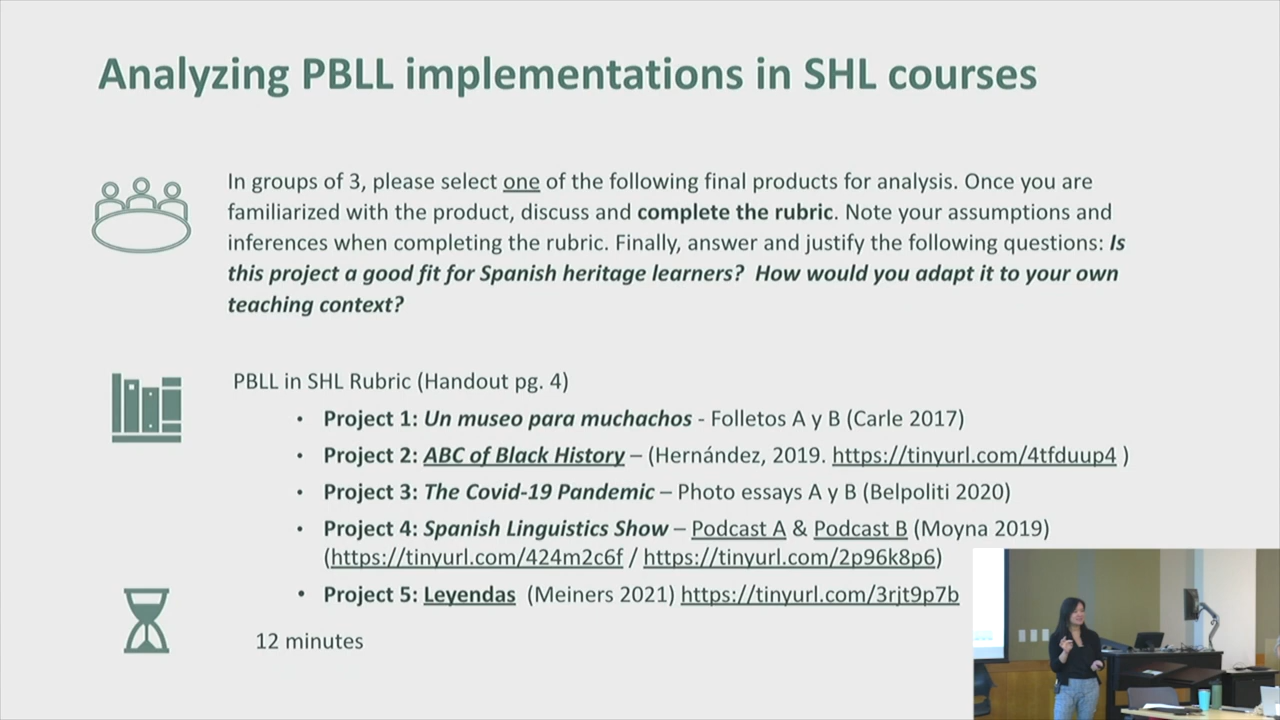 Analyzing PBLL implementations in SHL courses
In groups of 3, please select one of the following final products for analysis. Once you are
familiarized with the product, discuss and complete the rubric. Note your assumptions and
inferences when completing the rubric. Finally, answer and justify the following questions: Is
this project a good fit for Spanish heritage learners? How would you adapt it to your own
teaching context?
PBLL in SHL Rubric (Handout pg. 4)
• Project 1: Un museo para muchachos - Folletos A y B (Carle 2017)
• Project 2: ABC of Black History – (Hernández, 2019. https://tinyurl.com/4tfduup4 )
• Project 3: The Covid-19 Pandemic – Photo essays A y B (Belpoliti 2020)
• Project 4: Spanish Linguistics Show – Podcast A & Podcast B (Moyna 2019)
(https://tinyurl.com/424m2c6f / https://tinyurl.com/2p96k8p6)
• Project 5: Leyendas (Meiners 2021) https://tinyurl.com/3rjt9p7b
12 minutes